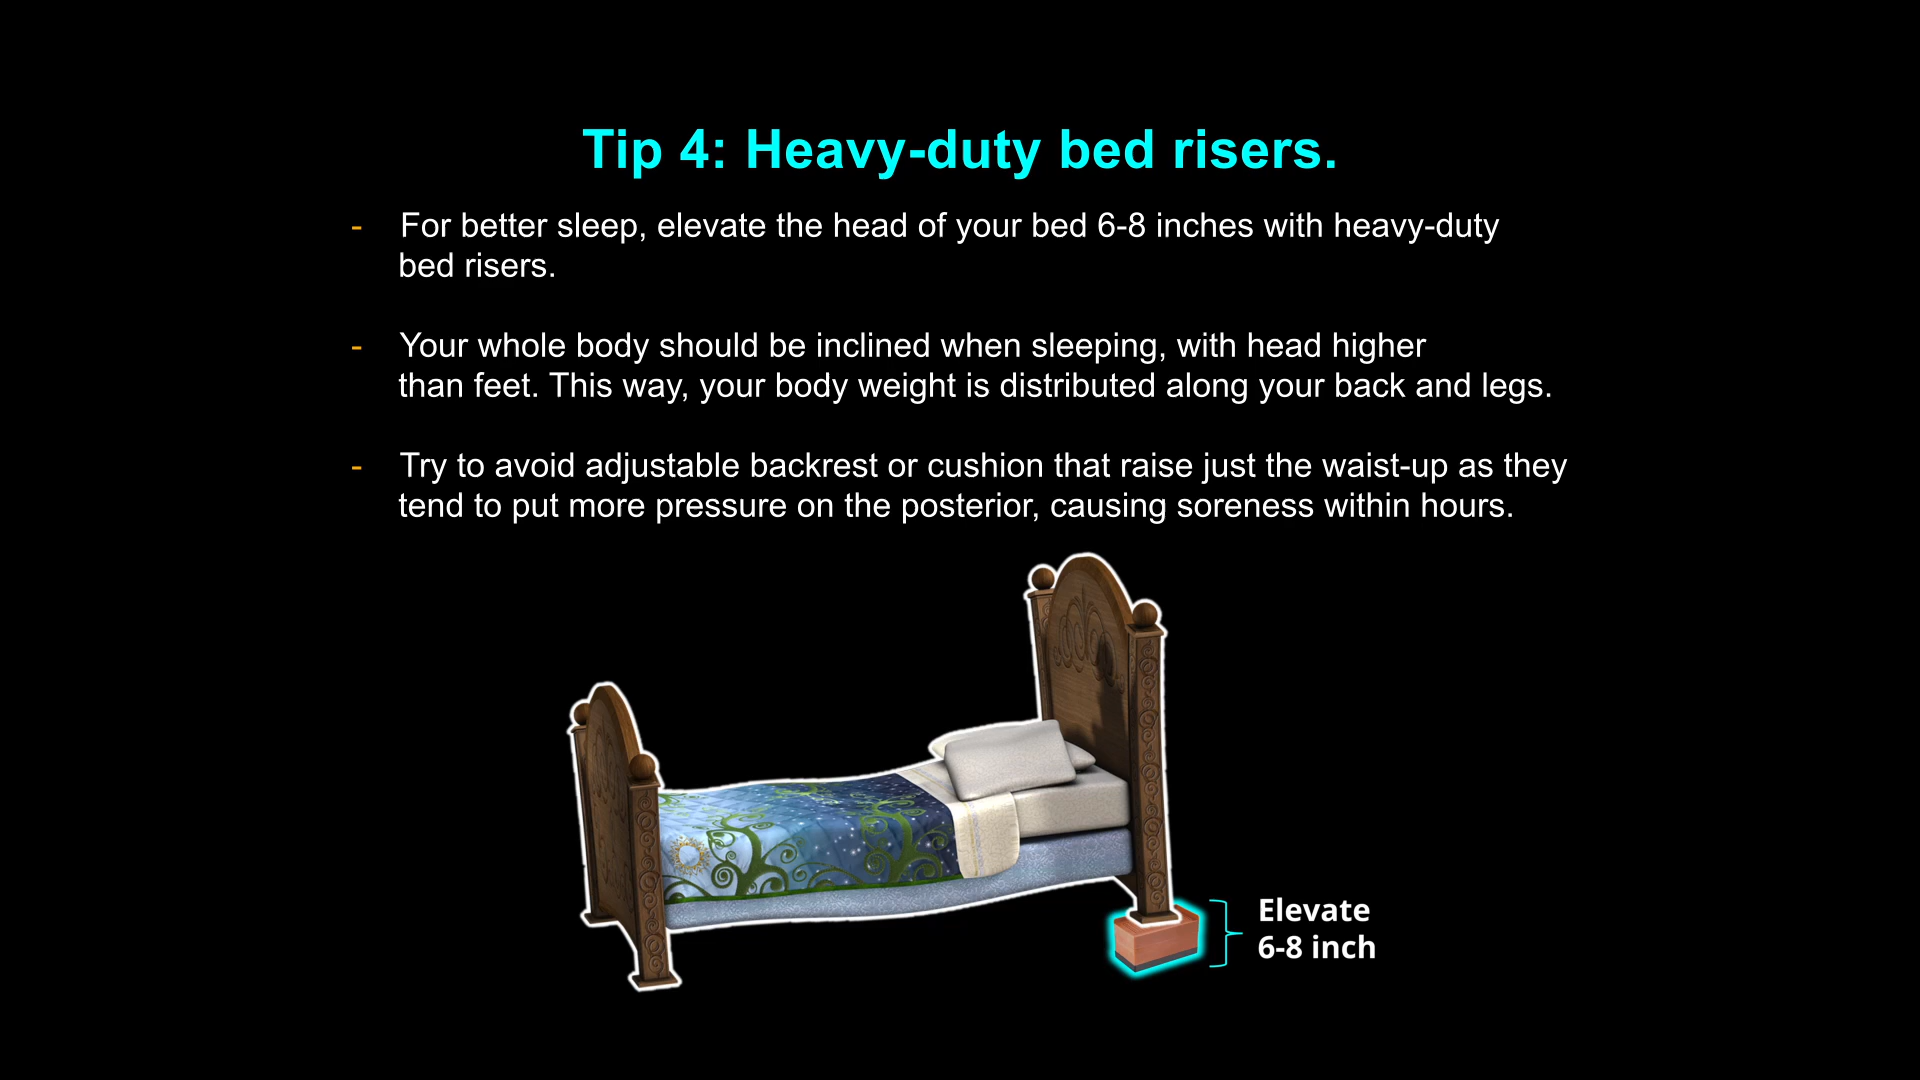 Tip 4: Heavy-duty bed risers.
- For better sleep, elevate the head of your bed 6-8 inches with heavy-duty
bed risers.
- Your whole body should be inclined when sleeping, with head higher
than feet. This way, your body weight is distributed along your back and legs.
- Try to avoid adjustable backrest or cushion that raise just the waist-up as they
tend to put more pressure on the posterior, causing soreness within hours.
Elevate
6-8 inch